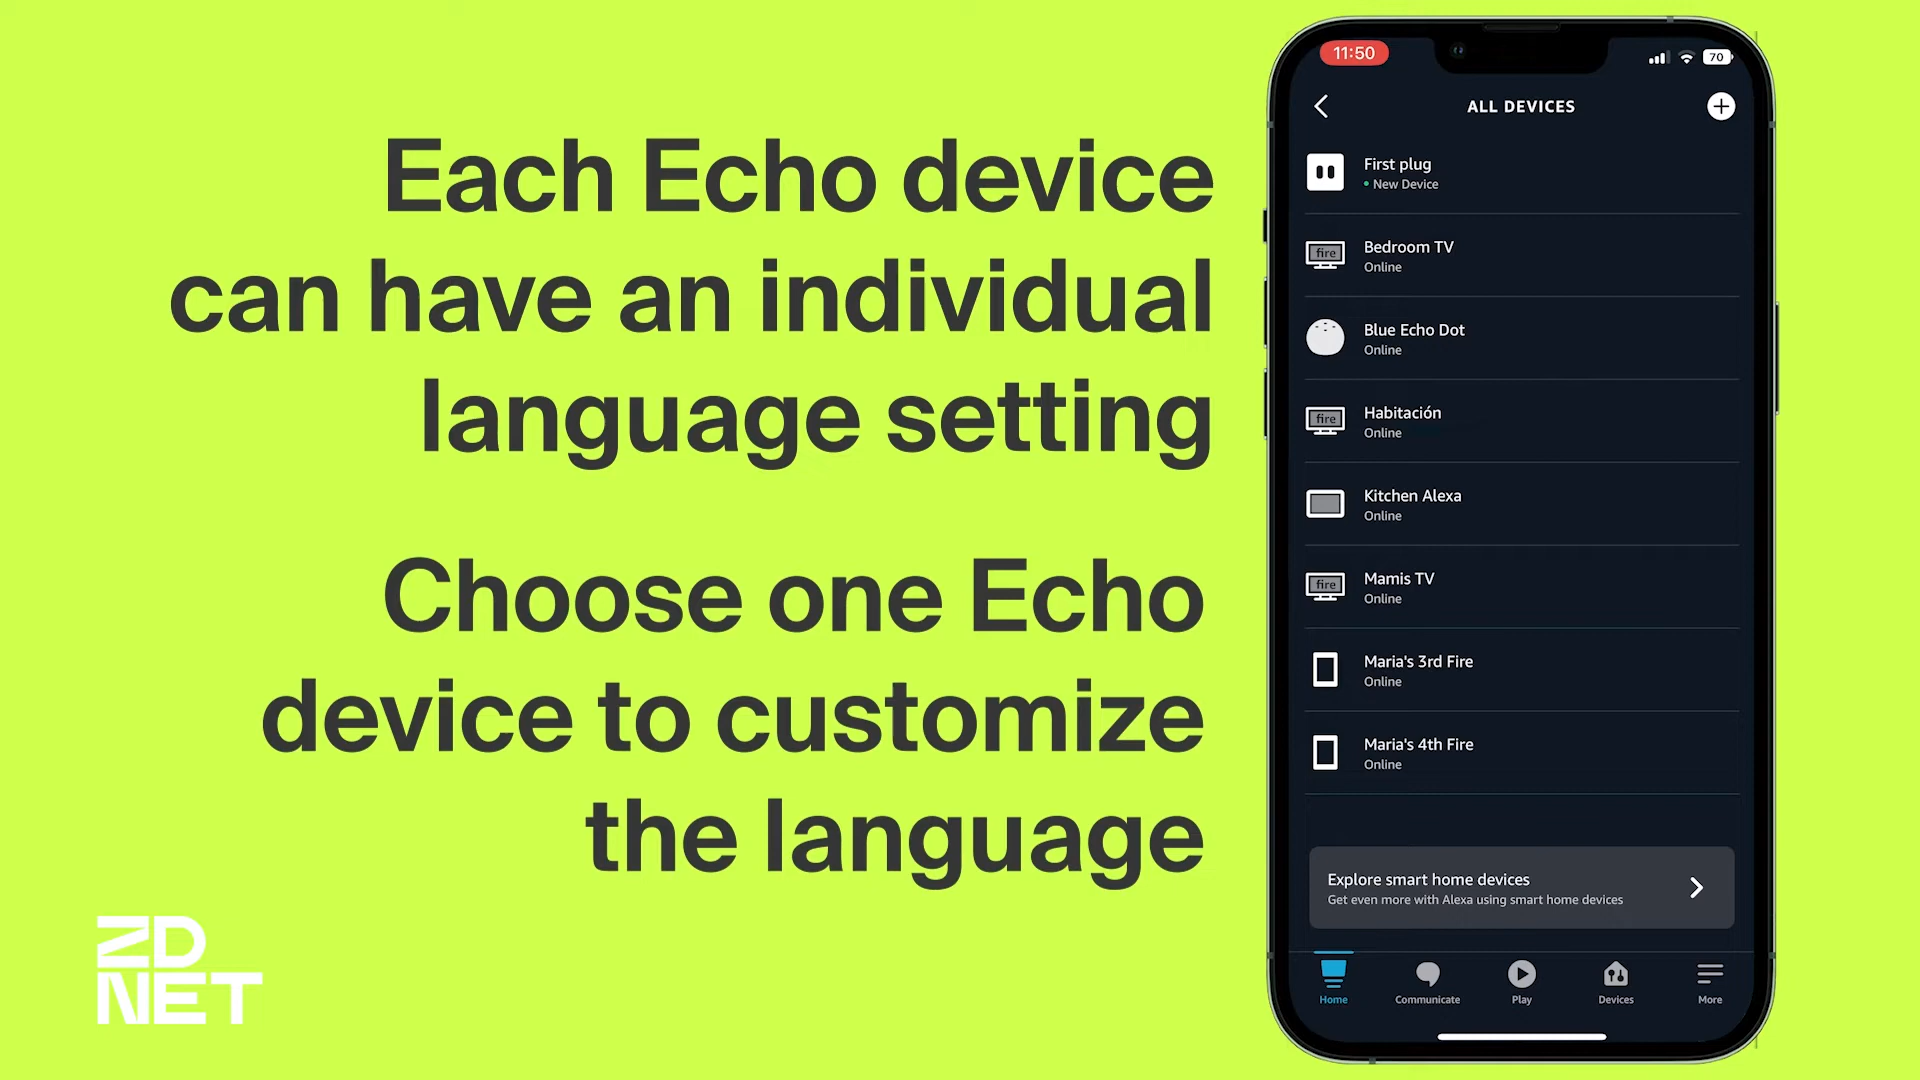 Each Echo device
can have an individual
language setting
Choose one Echo
device to customize
the language
ZD
NET
11:50
70
ALL DEVICES
First plug
• New Device
fire
Bedroom TV
Online
Blue Echo Dot
Online
fire
Habitación
Online
Kitchen Alexa
Online
fire
Mamis TV
Online
Maria's 3rd Fire
Online
Maria's 4th Fire
Online
Explore smart home devices
Get even more with Alexa using smart home devices
Home
Communicate
Play
Devices
More